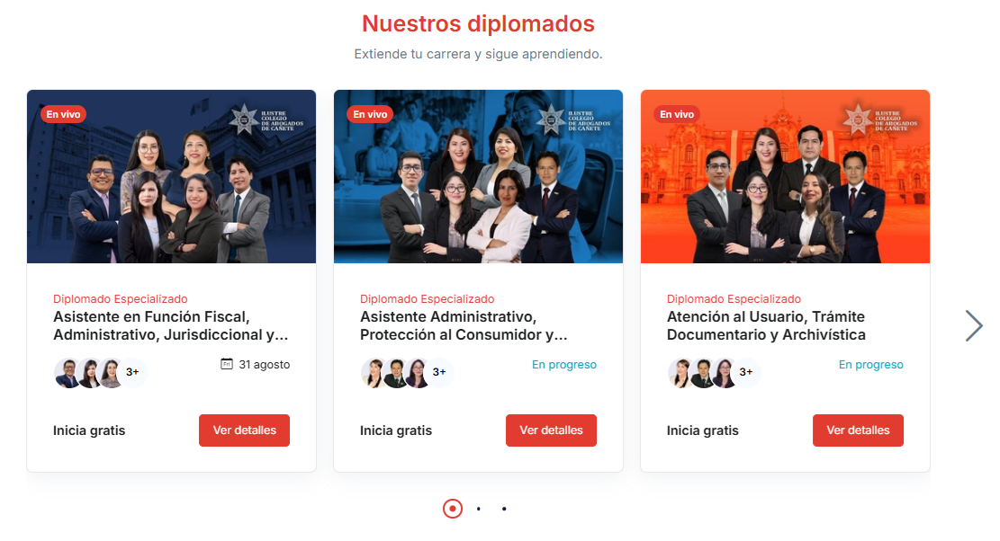 Nuestros diplomados
Extiende tu carrera y sigue aprendiendo.
En vivo
ILUSTRE
COLEGIO
DE ABOGADOS
DE CAÑETE
Diplomado Especializado
Asistente en Función Fiscal,
Administrativo, Jurisdiccional y...
3+
31 agosto
Inicia gratis
Ver detalles
En vivo
ILUSTRE
COLEGIO
DE ABOGADOS
DE CAÑETE
Diplomado Especializado
Asistente Administrativo,
Protección al Consumidor y...
3+
En progreso
Inicia gratis
Ver detalles
En vivo
ILUSTRE
COLEGIO
DE ABOGADOS
DE CAÑETE
Diplomado Especializado
Atención al Usuario, Trámite
Documentario y Archivística
3+
En progreso
Inicia gratis
Ver detalles